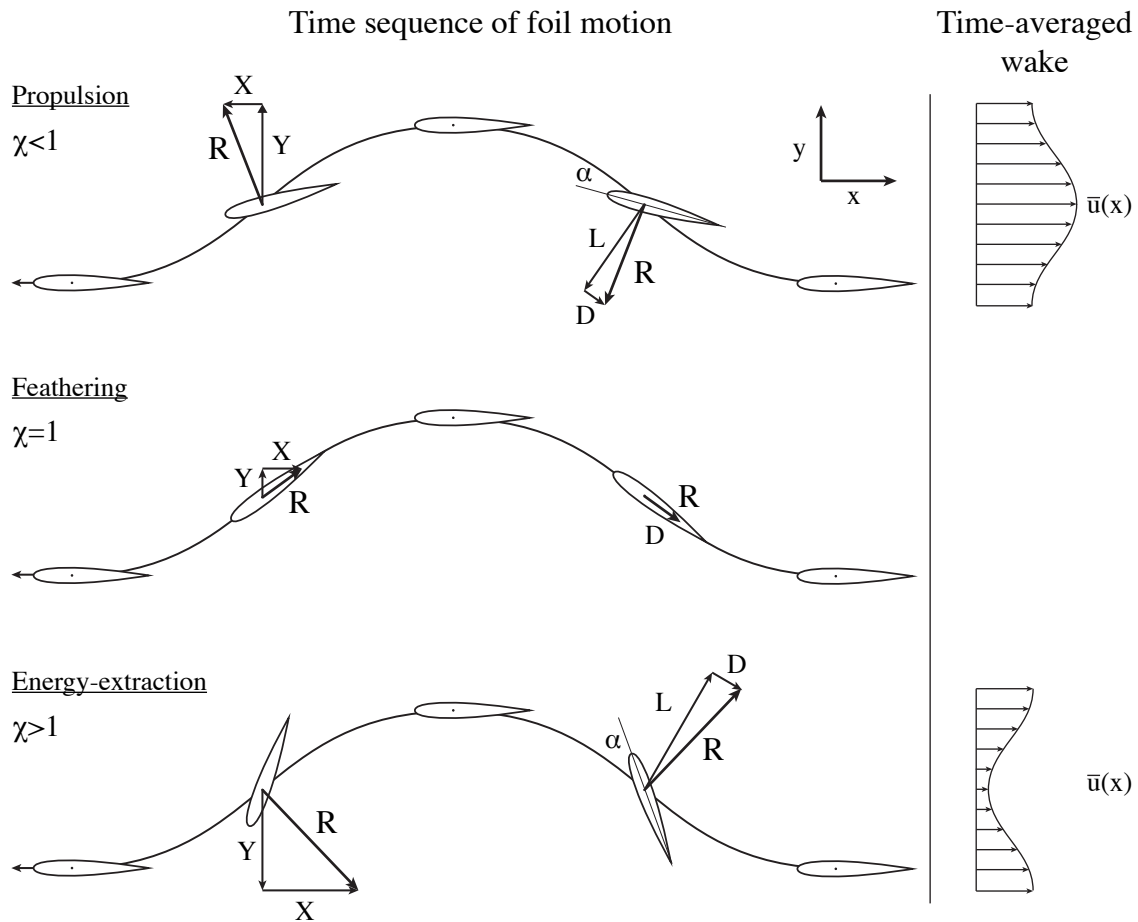 Time sequence of foil motion
Time-averaged
wake
Propulsion
χ<1
X
R
Y
α
L
R
D
y
x
u̅(x)
Feathering
χ=1
X
Y
R
R
D
Energy-extraction
χ>1
R
Y
X
D
L
α
R
u̅(x)